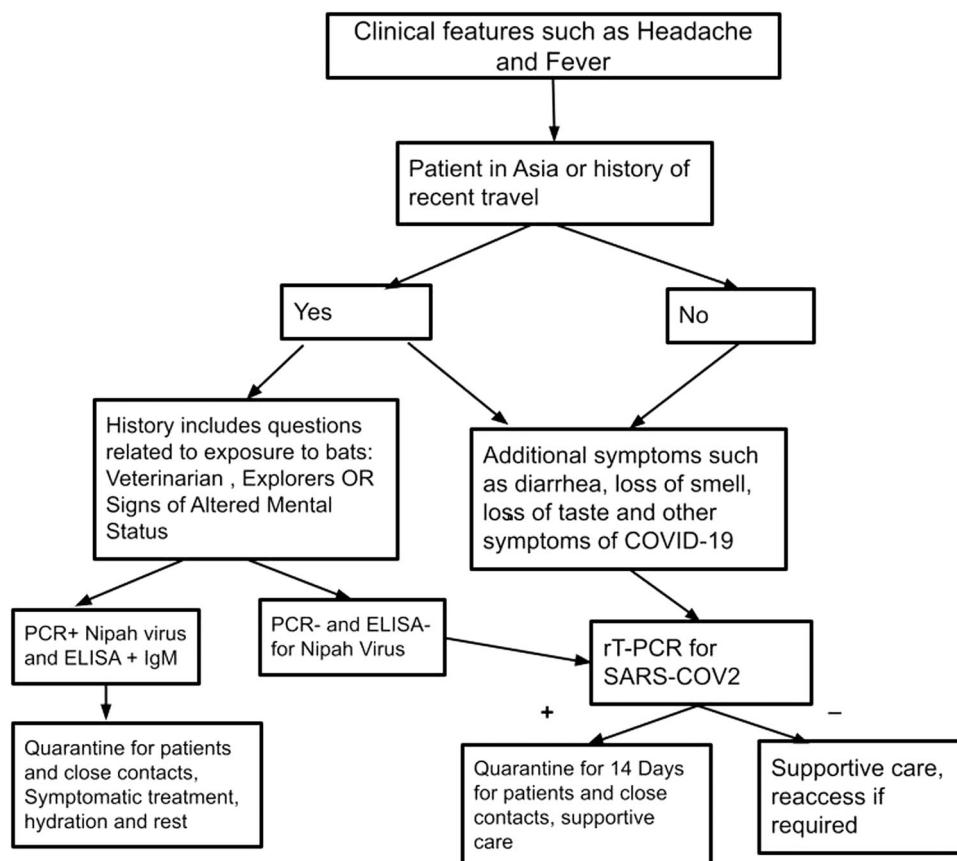 Clinical features such as Headache
and Fever
Patient in Asia or history of
recent travel
Yes
No
History includes questions
related to exposure to bats:
Veterinarian , Explorers OR
Signs of Altered Mental
Status
Additional symptoms such
as diarrhea, loss of smell,
loss of taste and other
symptoms of COVID-19
PCR+ Nipah virus
and ELISA + IgM
PCR- and ELISA-
for Nipah Virus
rT-PCR for
SARS-COV2
+
–
Quarantine for patients
and close contacts,
Symptomatic treatment,
hydration and rest
Quarantine for 14 Days
for patients and close
contacts, supportive
care
Supportive care,
reaccess if
required